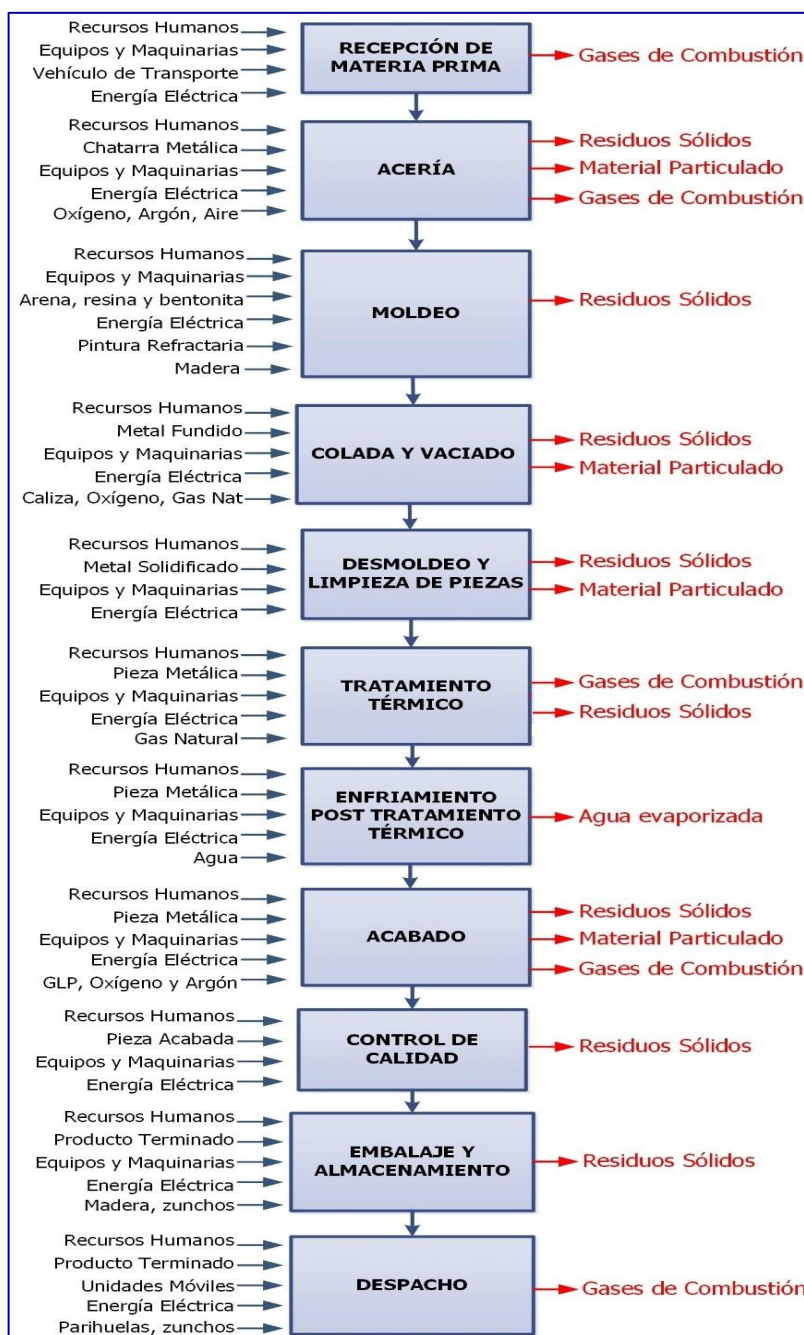 Recursos Humanos
Equipos y Maquinarias
Vehículo de Transporte
Energía Eléctrica
RECEPCIÓN DE
MATERIA PRIMA
Gases de Combustión
Recursos Humanos
Chatarra Metálica
Equipos y Maquinarias
Energía Eléctrica
Oxígeno, Argón, Aire
ACERÍA
Residuos Sólidos
Material Particulado
Gases de Combustión
Recursos Humanos
Equipos y Maquinarias
Arena, resina y bentonita
Energía Eléctrica
Pintura Refractaria
Madera
MOLDEO
Residuos Sólidos
Recursos Humanos
Metal Fundido
Equipos y Maquinarias
Energía Eléctrica
Caliza, Oxígeno, Gas Nat
COLADA Y VACIADO
Residuos Sólidos
Material Particulado
Recursos Humanos
Metal Solidificado
Equipos y Maquinarias
Energía Eléctrica
DESMOLDEO Y
LIMPIEZA DE PIEZAS
Residuos Sólidos
Material Particulado
Recursos Humanos
Pieza Metálica
Equipos y Maquinarias
Energía Eléctrica
Gas Natural
TRATAMIENTO
TÉRMICO
Gases de Combustión
Residuos Sólidos
Recursos Humanos
Pieza Metálica
Equipos y Maquinarias
Energía Eléctrica
Agua
ENFRIAMIENTO
POST TRATAMIENTO
TÉRMICO
Agua evaporizada
Recursos Humanos
Pieza Metálica
Equipos y Maquinarias
Energía Eléctrica
GLP, Oxígeno y Argón
ACABADO
Residuos Sólidos
Material Particulado
Gases de Combustión
Recursos Humanos
Pieza Acabada
Equipos y Maquinarias
Energía Eléctrica
CONTROL DE
CALIDAD
Residuos Sólidos
Recursos Humanos
Producto Terminado
Equipos y Maquinarias
Energía Eléctrica
Madera, zunchos
EMBALAJE Y
ALMACENAMIENTO
Residuos Sólidos
Recursos Humanos
Producto Terminado
Unidades Móviles
Energía Eléctrica
Parihuelas, zunchos
DESPACHO
Gases de Combustión